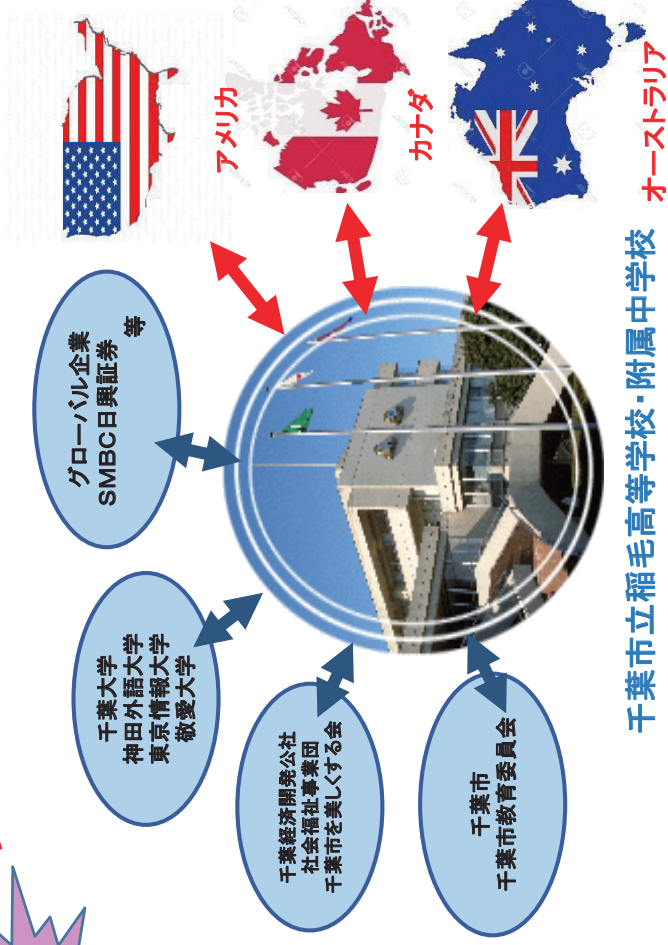 千葉市
千葉市教育委員会
千葉経済開発公社
社会福祉事業団
千葉市を美しくする会
千葉大学
神田外語大学
東京情報大学
敬愛大学
グローバル企業
SMBC日興証券
等
アメリカ
カナダ
オーストラリア
千葉市立稲毛高等学校・附属中学校